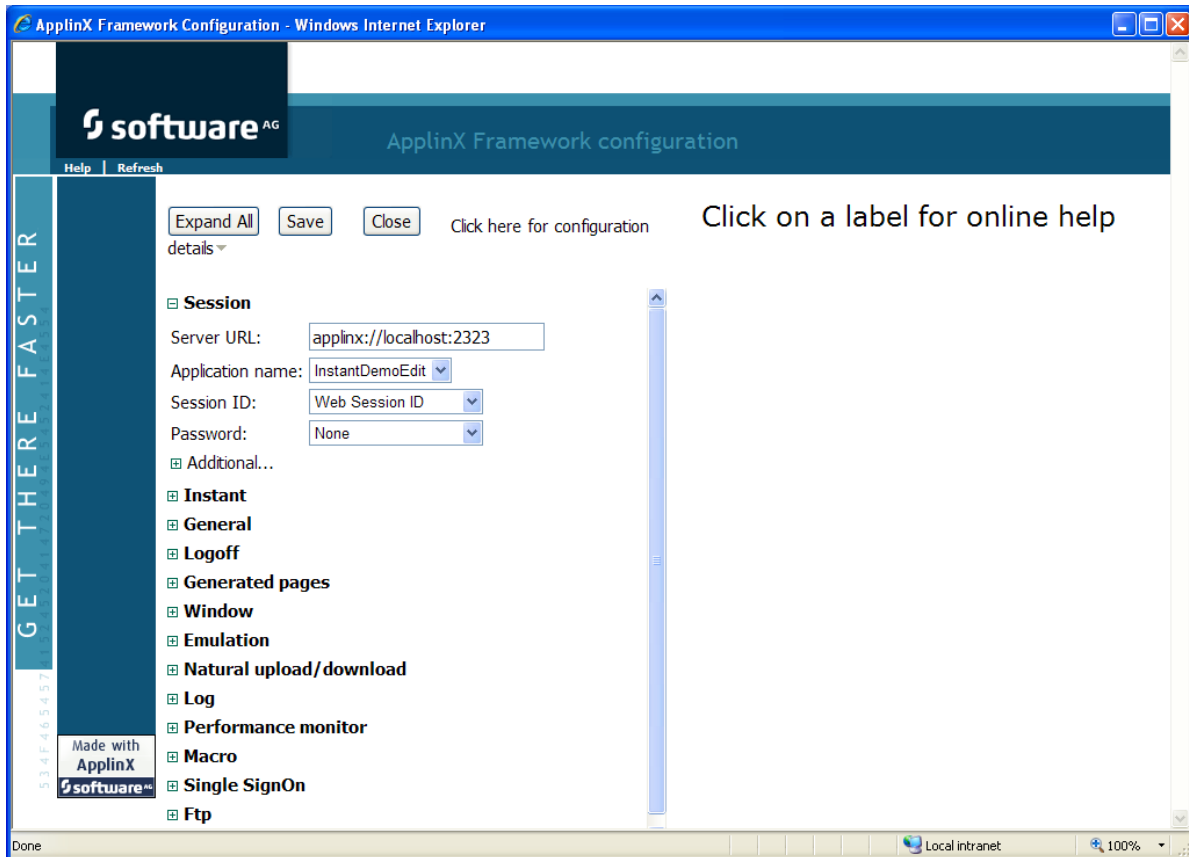 ApplinX Framework Configuration - Windows Internet Explorer
software AG
ApplinX Framework configuration
Help | Refresh
GET THERE FASTER
Expand All Save Close Click here for configuration
details
Click on a label for online help
Session
Server URL: applinx://localhost:2323
Application name: InstantDemoEdit
Session ID: Web Session ID
Password: None
Additional...
Instant
General
Logoff
Generated pages
Window
Emulation
Natural upload/download
Log
Performance monitor
Macro
Single SignOn
Ftp
Made with
ApplinX
software AG
Done Local intranet 100%